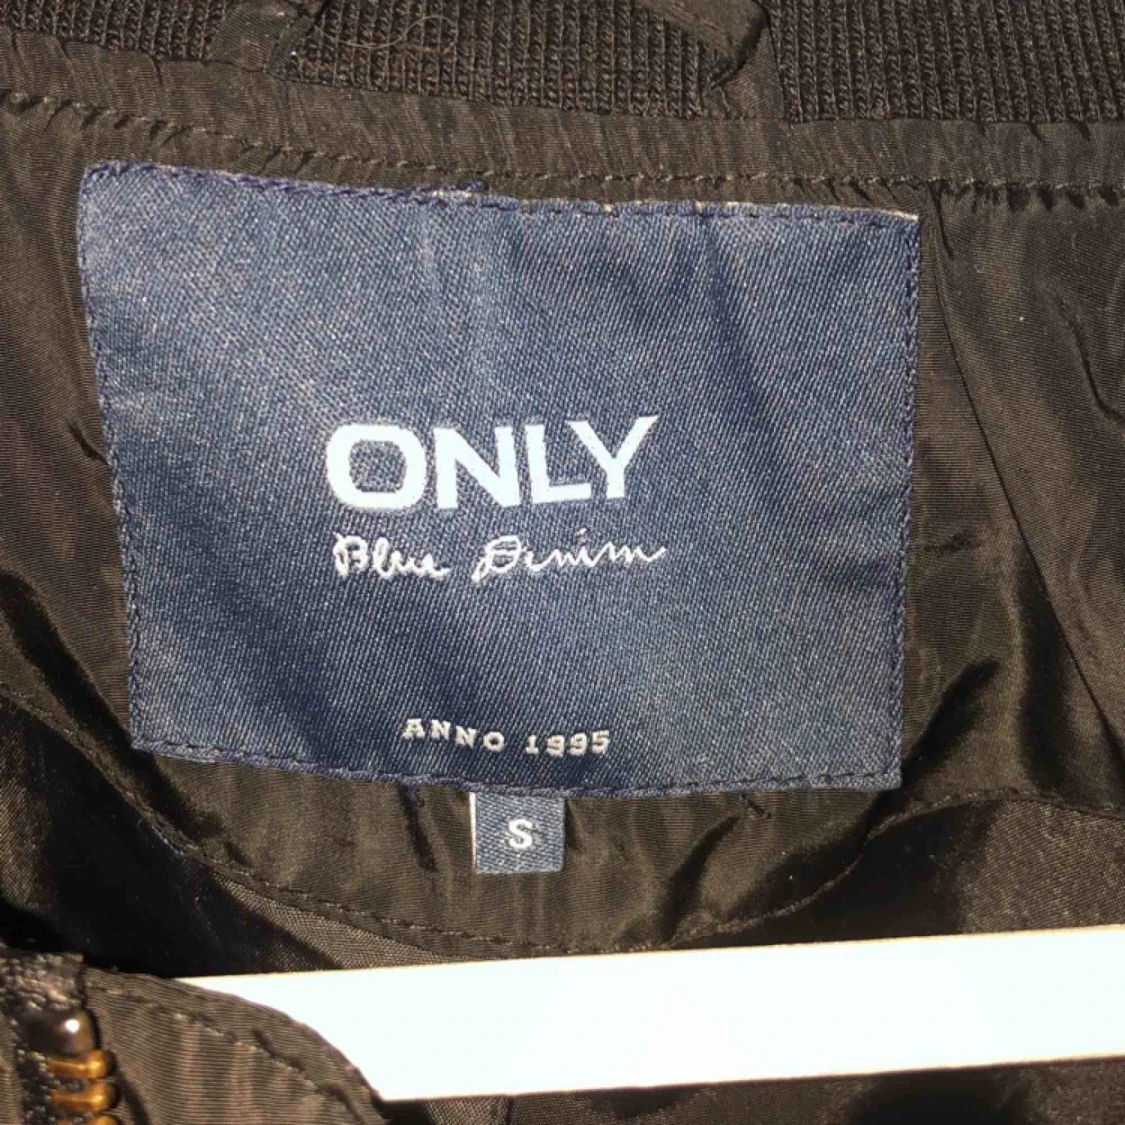 ONLY
Blue Denim
ANNO 1995
S